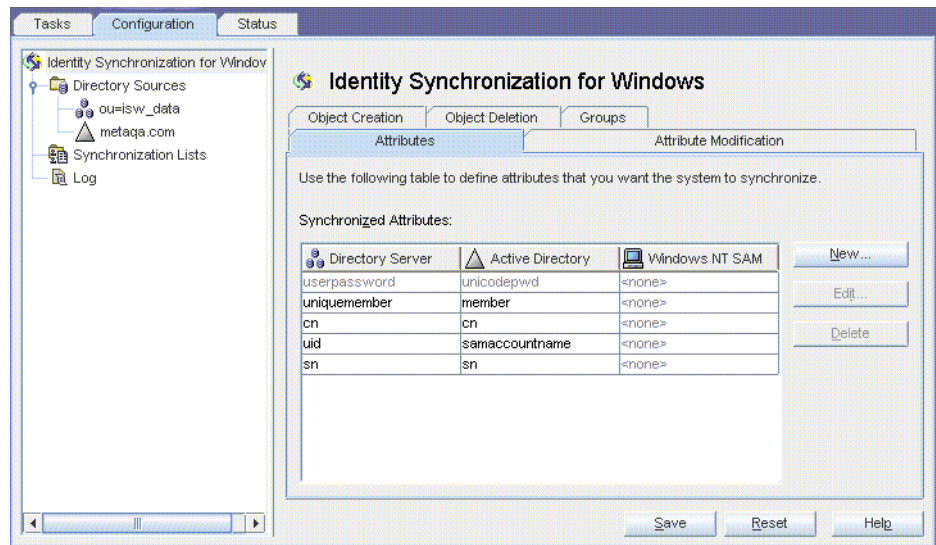 Tasks Configuration Status
Identity Synchronization for Window
Directory Sources
ou=isw_data
metaqa.com
Synchronization Lists
Log
Identity Synchronization for Windows
Object Creation Object Deletion Groups
Attributes Attribute Modification
Use the following table to define attributes that you want the system to synchronize.
Synchronized Attributes:
Directory Server Active Directory Windows NT SAM
userpassword unicodepwd <none>
uniquemember member <none>
cn cn <none>
uid samaccountname <none>
sn sn <none>
New...
Edit...
Delete
Save Reset Help